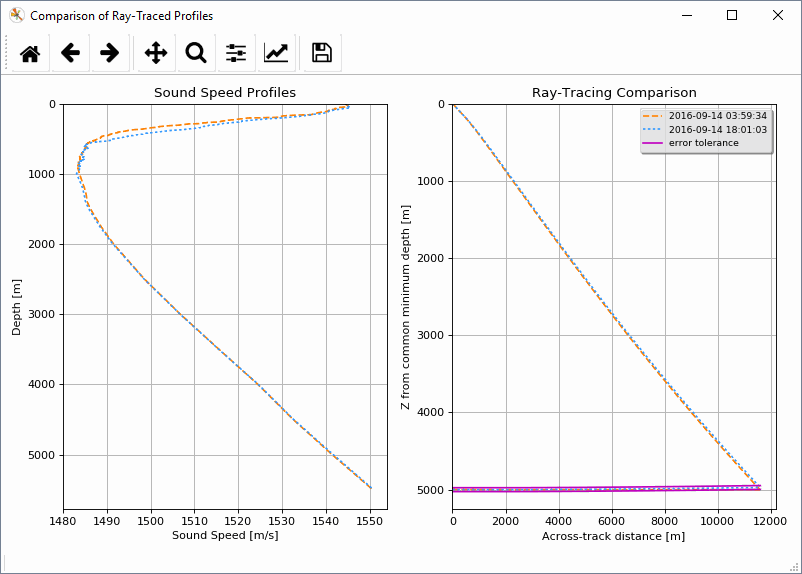 Comparison of Ray-Traced Profiles
Sound Speed Profiles
0
1000
2000
3000
4000
5000
Depth [m]
1480 1490 1500 1510 1520 1530 1540 1550
Sound Speed [m/s]
Ray-Tracing Comparison
2016-09-14 03:59:34
2016-09-14 18:01:03
error tolerance
0
1000
2000
3000
4000
5000
Z from common minimum depth [m]
0 2000 4000 6000 8000 10000 12000
Across-track distance [m]